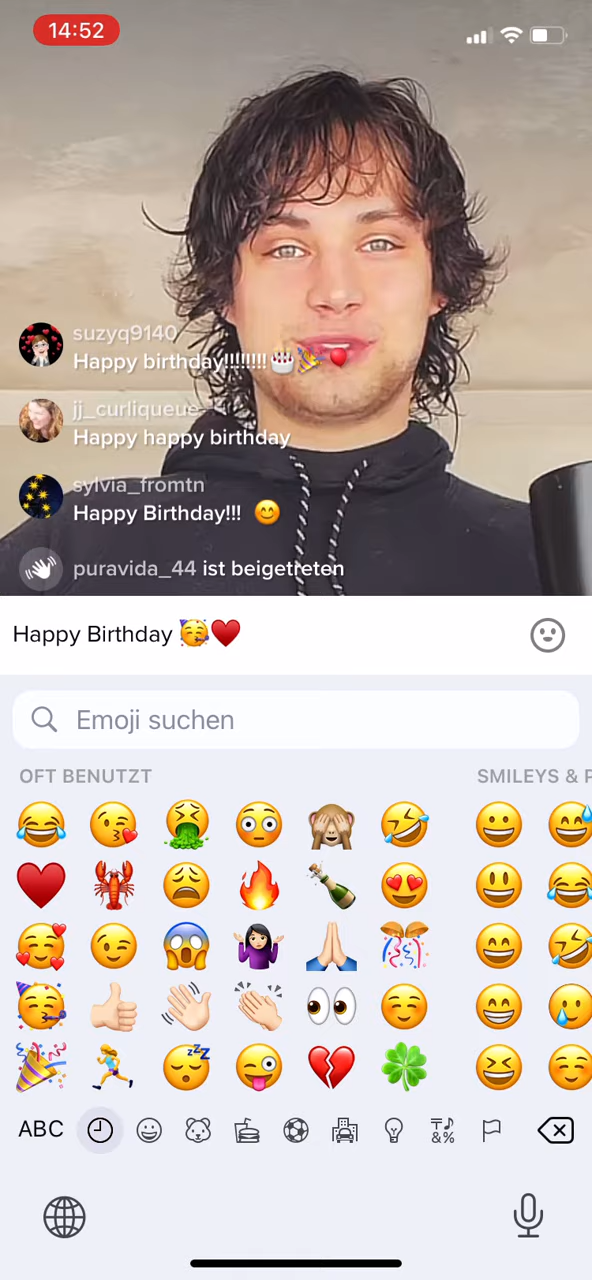 14:52
suzyq9140
Happy birthday!!!!!!!!🎂🎉🎈
jj_curliqueue
Happy happy birthday
sylvia_fromtn
Happy Birthday!!! 😊
puravida_44 ist beigetreten
Happy Birthday 🥳♥️
Emoji suchen
OFT BENUTZT
SMILEYS & P
ABC